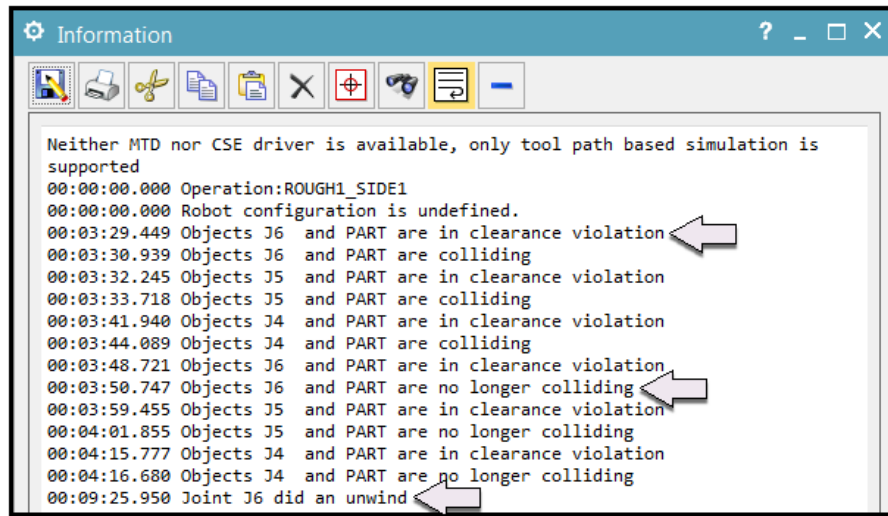 Information
Neither MTD nor CSE driver is available, only tool path based simulation is
supported
00:00:00.000 Operation:ROUGH1_SIDE1
00:00:00.000 Robot configuration is undefined.
00:03:29.449 Objects J6  and PART are in clearance violation
00:03:30.939 Objects J6  and PART are colliding
00:03:32.245 Objects J5  and PART are in clearance violation
00:03:33.718 Objects J5  and PART are colliding
00:03:41.940 Objects J4  and PART are in clearance violation
00:03:44.089 Objects J4  and PART are colliding
00:03:48.721 Objects J6  and PART are in clearance violation
00:03:50.747 Objects J6  and PART are no longer colliding
00:03:59.455 Objects J5  and PART are in clearance violation
00:04:01.855 Objects J5  and PART are no longer colliding
00:04:15.777 Objects J4  and PART are in clearance violation
00:04:16.680 Objects J4  and PART are no longer colliding
00:09:25.950 Joint J6 did an unwind